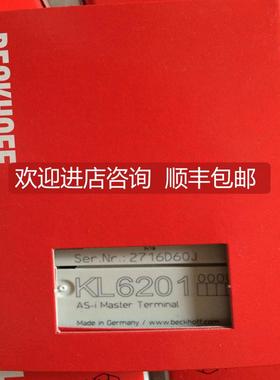 BECKHOFF
欢迎进店咨询 顺丰包邮
Ser.Nr.: 2716D60J
KL6201
AS-i Master Terminal
Made in Germany / www.beckhoff.com